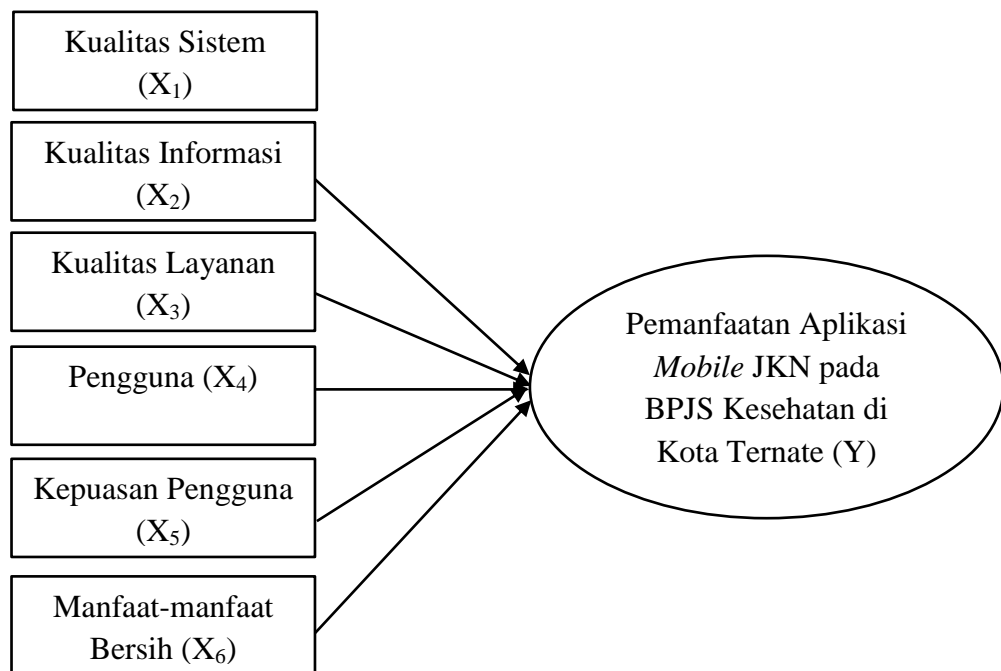 Kualitas Sistem
(X₁)
Kualitas Informasi
(X₂)
Kualitas Layanan
(X₃)
Pengguna (X₄)
Kepuasan Pengguna
(X₅)
Manfaat-manfaat
Bersih (X₆)
Pemanfaatan Aplikasi
Mobile JKN pada
BPJS Kesehatan di
Kota Ternate (Y)